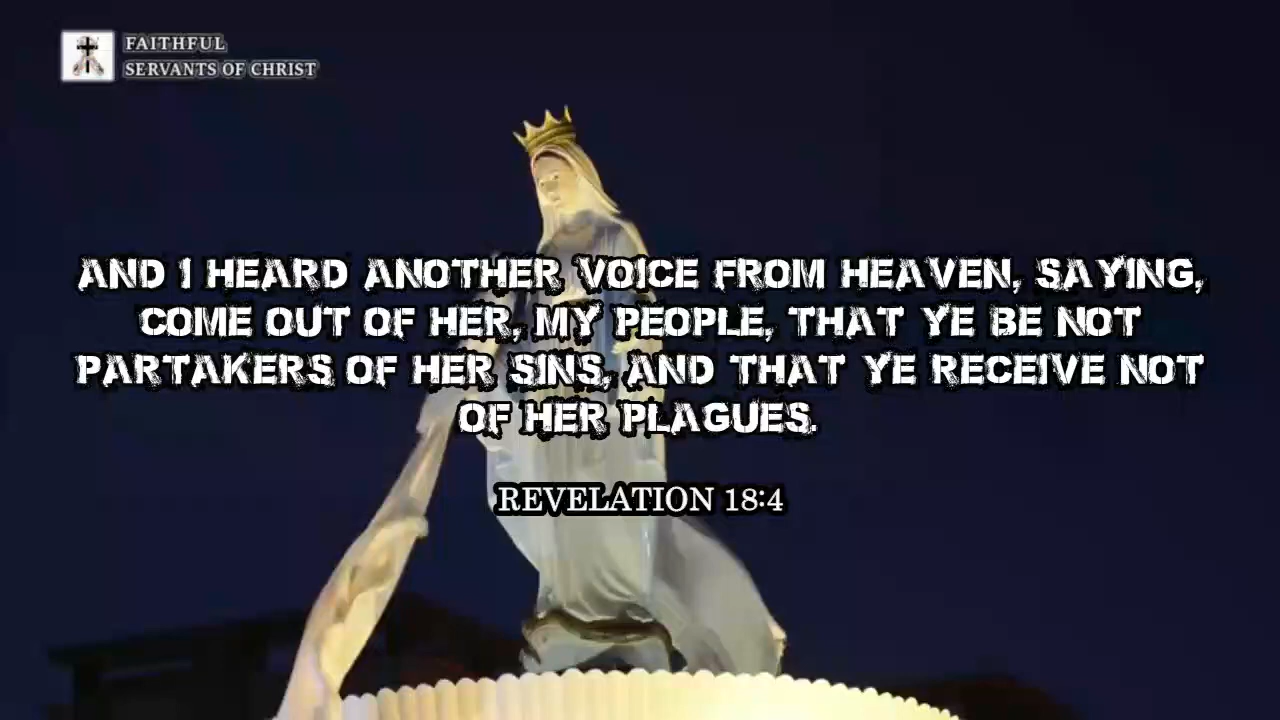 FAITHFUL
SERVANTS OF CHRIST
AND I HEARD ANOTHER VOICE FROM HEAVEN, SAYING,
COME OUT OF HER, MY PEOPLE, THAT YE BE NOT
PARTAKERS OF HER SINS, AND THAT YE RECEIVE NOT
OF HER PLAGUES.
REVELATION 18:4